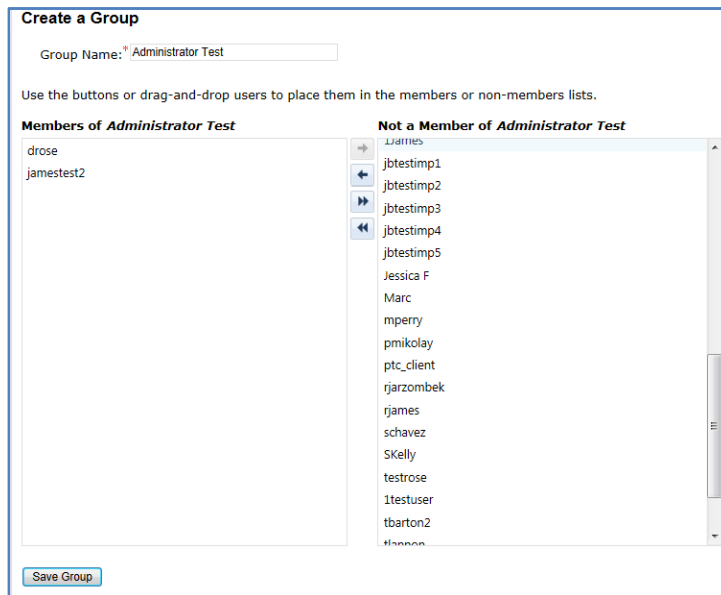 Create a Group
Group Name:* Administrator Test
Use the buttons or drag-and-drop users to place them in the members or non-members lists.
Members of Administrator Test
drose
jamestest2
Not a Member of Administrator Test
jbtestimp1
jbtestimp2
jbtestimp3
jbtestimp4
jbtestimp5
Jessica F
Marc
mperry
pmikolay
ptc_client
rjarzombek
rjames
schavez
SKelly
testrose
1testuser
tbarton2
Save Group